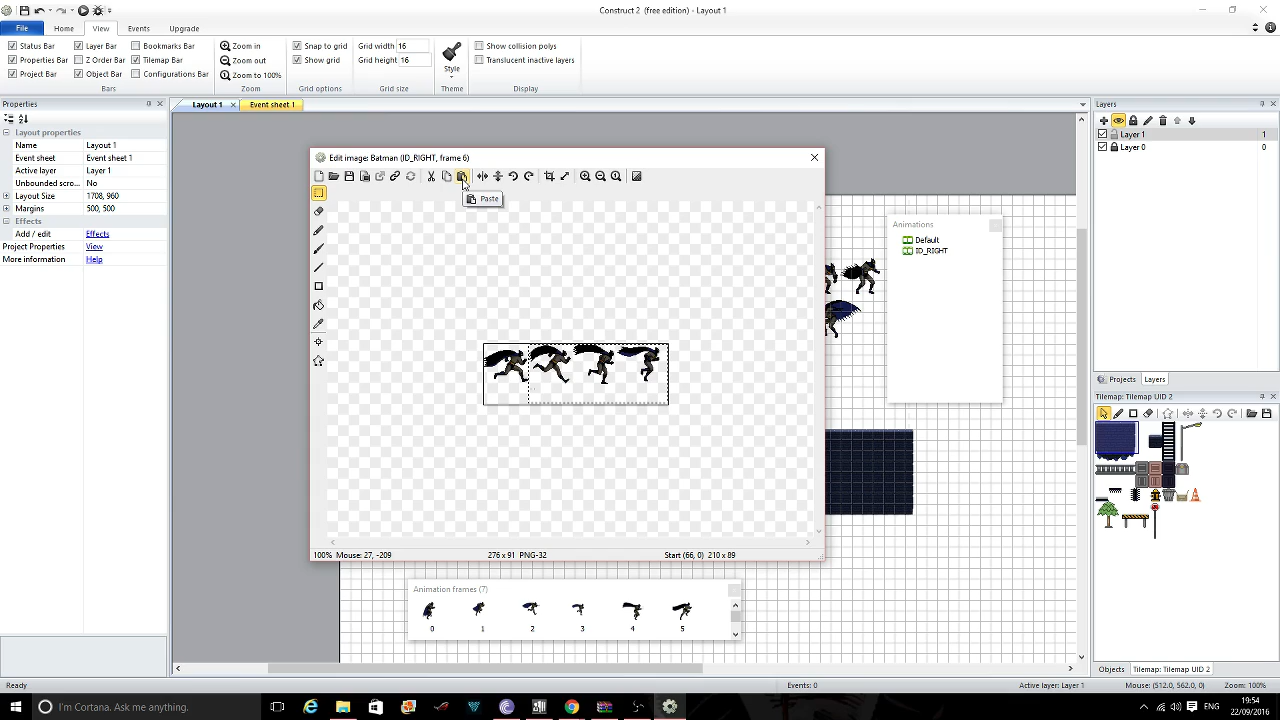 Construct 2 (free edition) - Layout 1
File
Home
View
Events
Upgrade
Status Bar
Layer Bar
Bookmarks Bar
Zoom in
Snap to grid
Grid width 16
Show collision polys
Properties Bar
Z Order Bar
Tilemap Bar
Zoom out
Show grid
Grid height 16
Translucent inactive layers
Project Bar
Object Bar
Configurations Bar
Zoom to 100%
Style
Bars
Zoom
Grid options
Grid size
Theme
Display
Properties
Layout 1
Event sheet 1
Layers
Layout properties
Name Layout 1
Event sheet Event sheet 1
Active layer Layer 1
Unbounded scro... No
Layout Size 1708, 960
Margins 500, 500
Effects
Add / edit Effects
Project Properties View
More information Help
Edit image: Batman (ID_RIGHT, frame 6)
Paste
100% Mouse: 27, -209
276 x 91 PNG-32
Start (66, 0) 210 x 89
Animations
Default
ID_RIGHT
Animation frames (7)
0 1 2 3 4 5
Layer 1 1
Layer 0 0
Projects
Layers
Tilemap: Tilemap UID 2
Objects
Tilemap: Tilemap UID 2
Ready
Events: 0
Active layer: Layer 1
Mouse: (512.0, 562.0, 0)
Zoom: 100%
I'm Cortana. Ask me anything.
ENG
19:54
22/09/2016